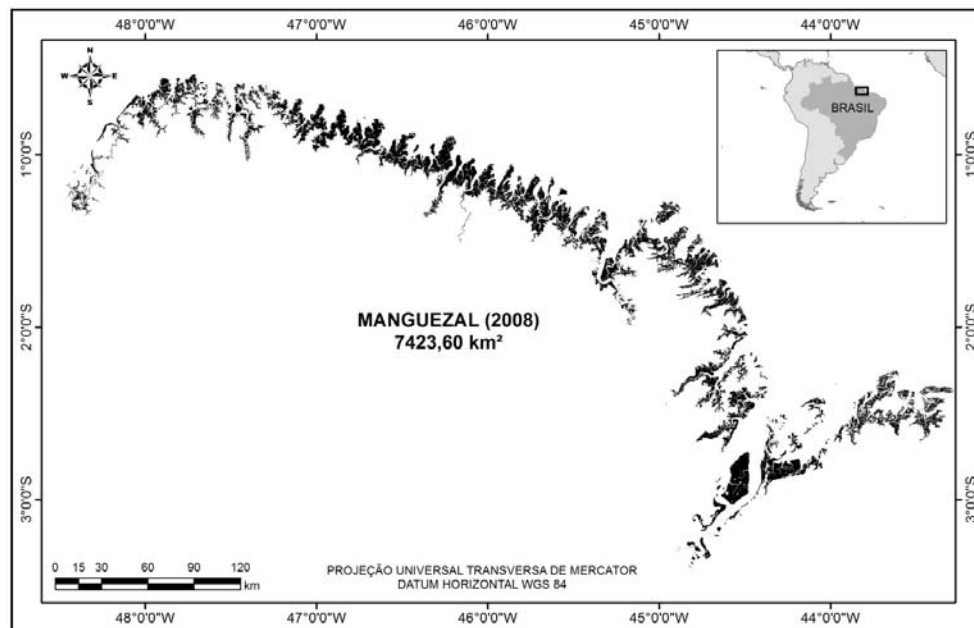 48°0'0"W 47°0'0"W 46°0'0"W 45°0'0"W 44°0'0"W
N
W E
S
BRASIL
1°0'0"S 1°0'0"S
MANGUEZAL (2008)
7423,60 km²
2°0'0"S 2°0'0"S
3°0'0"S 3°0'0"S
0 15 30 60 90 120
km
PROJEÇÃO UNIVERSAL TRANSVERSA DE MERCATOR
DATUM HORIZONTAL WGS 84
48°0'0"W 47°0'0"W 46°0'0"W 45°0'0"W 44°0'0"W